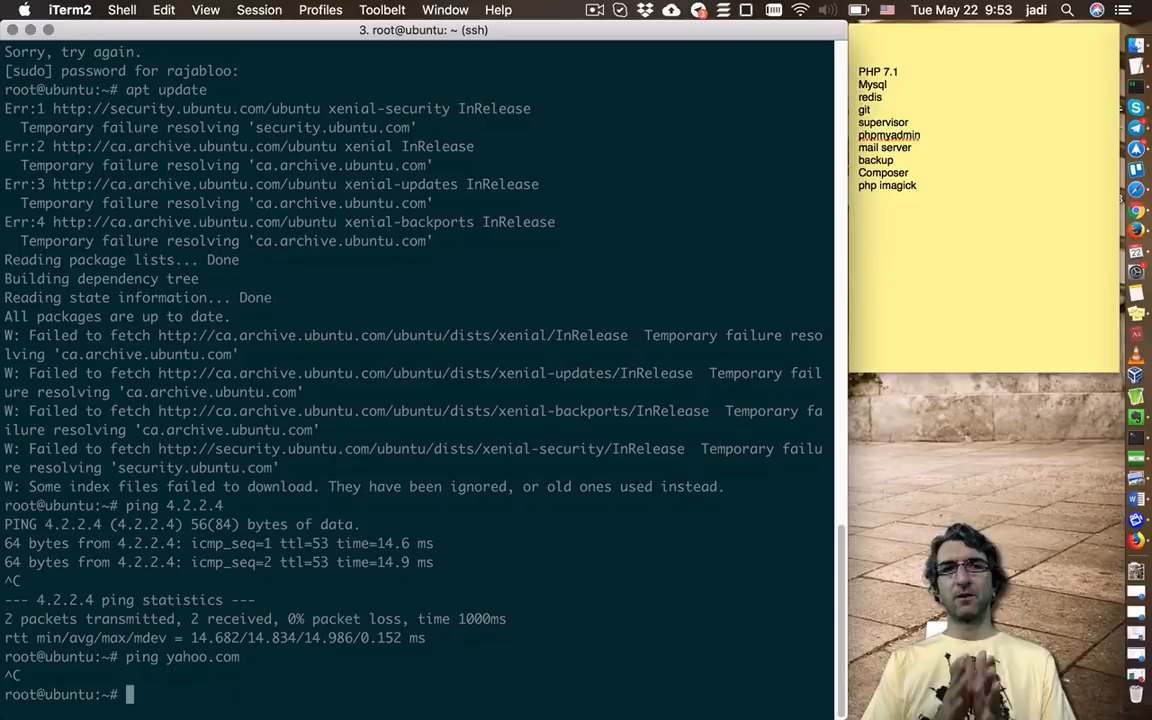 iTerm2 Shell Edit View Session Profiles Toolbelt Window Help Tue May 22 9:53 jadi
3. root@ubuntu: ~ (ssh)
Sorry, try again.
[sudo] password for rajabloo:
root@ubuntu:~# apt update
Err:1 http://security.ubuntu.com/ubuntu xenial-security InRelease
Temporary failure resolving 'security.ubuntu.com'
Err:2 http://ca.archive.ubuntu.com/ubuntu xenial InRelease
Temporary failure resolving 'ca.archive.ubuntu.com'
Err:3 http://ca.archive.ubuntu.com/ubuntu xenial-updates InRelease
Temporary failure resolving 'ca.archive.ubuntu.com'
Err:4 http://ca.archive.ubuntu.com/ubuntu xenial-backports InRelease
Temporary failure resolving 'ca.archive.ubuntu.com'
Reading package lists... Done
Building dependency tree
Reading state information... Done
All packages are up to date.
W: Failed to fetch http://ca.archive.ubuntu.com/ubuntu/dists/xenial/InRelease  Temporary failure reso
lving 'ca.archive.ubuntu.com'
W: Failed to fetch http://ca.archive.ubuntu.com/ubuntu/dists/xenial-updates/InRelease  Temporary fail
ure resolving 'ca.archive.ubuntu.com'
W: Failed to fetch http://ca.archive.ubuntu.com/ubuntu/dists/xenial-backports/InRelease  Temporary fa
ilure resolving 'ca.archive.ubuntu.com'
W: Failed to fetch http://security.ubuntu.com/ubuntu/dists/xenial-security/InRelease  Temporary failu
re resolving 'security.ubuntu.com'
W: Some index files failed to download. They have been ignored, or old ones used instead.
root@ubuntu:~# ping 4.2.2.4
PING 4.2.2.4 (4.2.2.4) 56(84) bytes of data.
64 bytes from 4.2.2.4: icmp_seq=1 ttl=53 time=14.6 ms
64 bytes from 4.2.2.4: icmp_seq=2 ttl=53 time=14.9 ms
^C
--- 4.2.2.4 ping statistics ---
2 packets transmitted, 2 received, 0% packet loss, time 1000ms
rtt min/avg/max/mdev = 14.682/14.834/14.986/0.152 ms
root@ubuntu:~# ping yahoo.com
^C
root@ubuntu:~#
PHP 7.1
Mysql
redis
git
supervisor
phpmyadmin
mail server
backup
Composer
php imagick